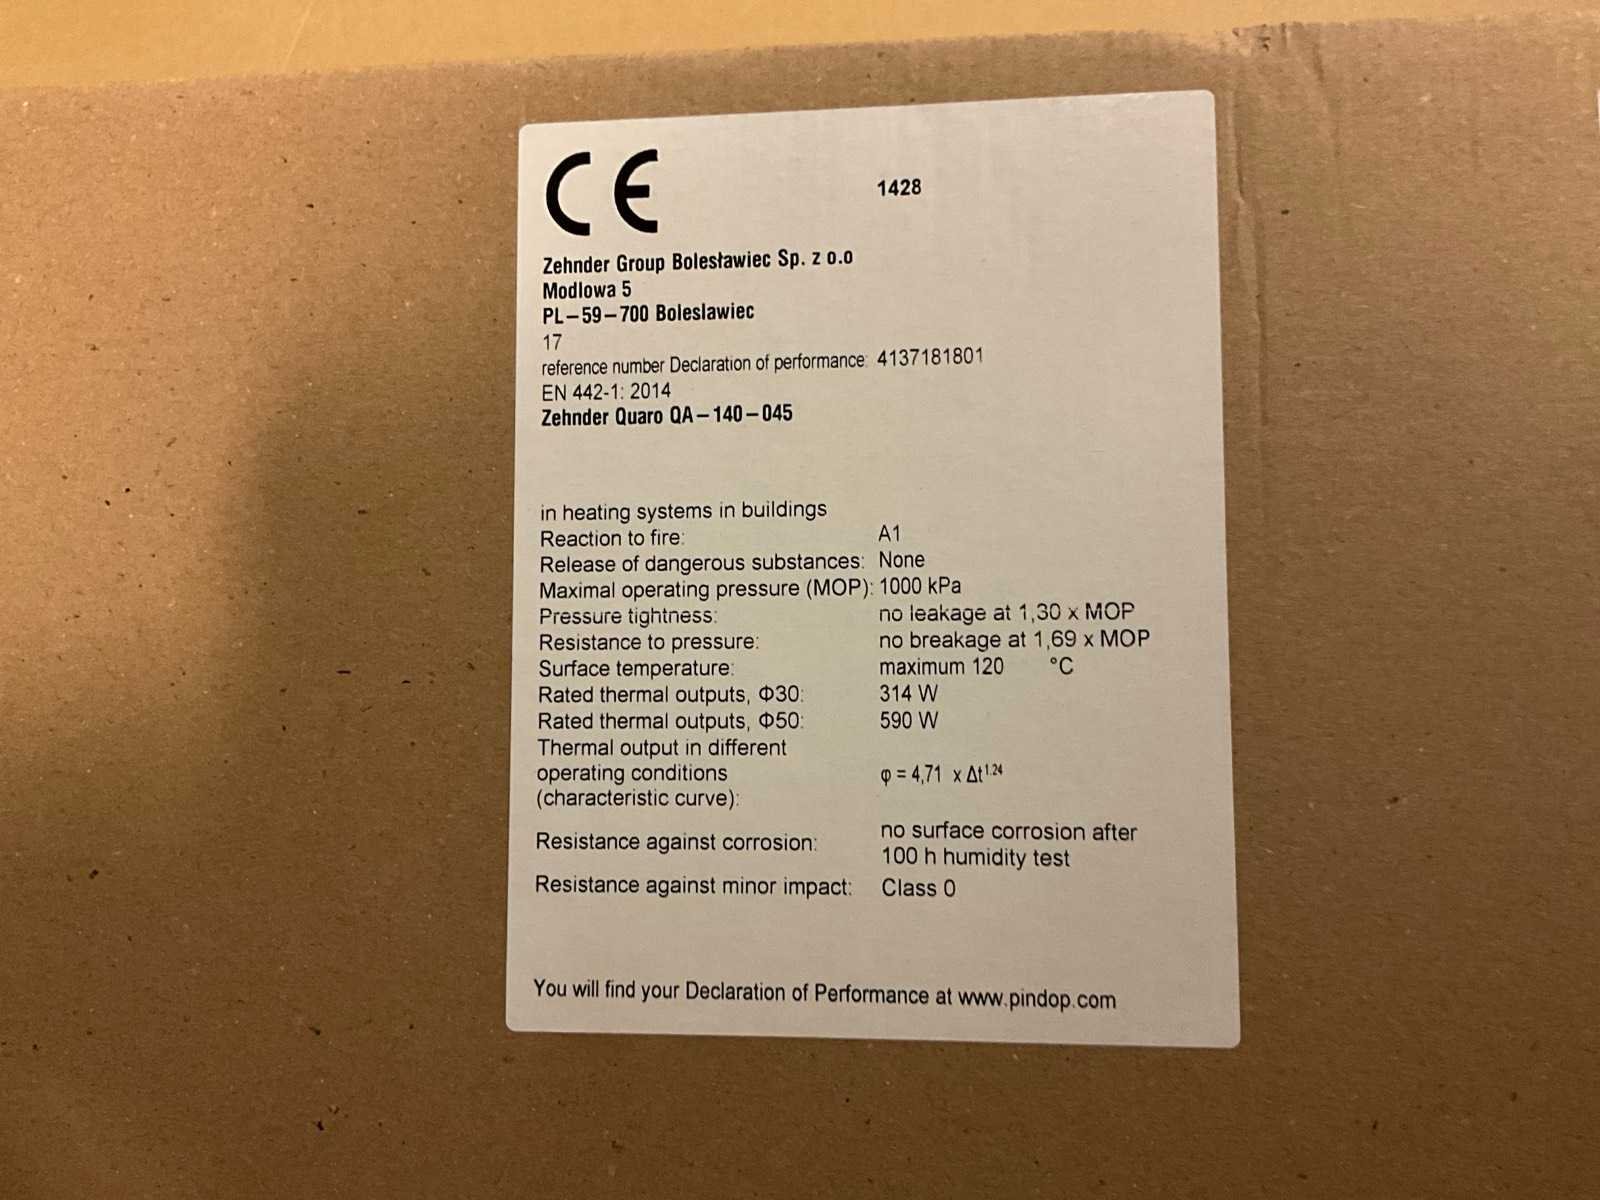 CE 1428
Zehnder Group Bolesławiec Sp. z o.o
Modlowa 5
PL–59–700 Boleslawiec
17
reference number Declaration of performance: 4137181801
EN 442-1: 2014
Zehnder Quaro QA–140–045
in heating systems in buildings
Reaction to fire: A1
Release of dangerous substances: None
Maximal operating pressure (MOP): 1000 kPa
Pressure tightness: no leakage at 1,30 x MOP
Resistance to pressure: no breakage at 1,69 x MOP
Surface temperature: maximum 120 °C
Rated thermal outputs, Φ30: 314 W
Rated thermal outputs, Φ50: 590 W
Thermal output in different
operating conditions φ = 4,71 x Δt^1.24
(characteristic curve):
Resistance against corrosion: no surface corrosion after
100 h humidity test
Resistance against minor impact: Class 0
You will find your Declaration of Performance at www.pindop.com